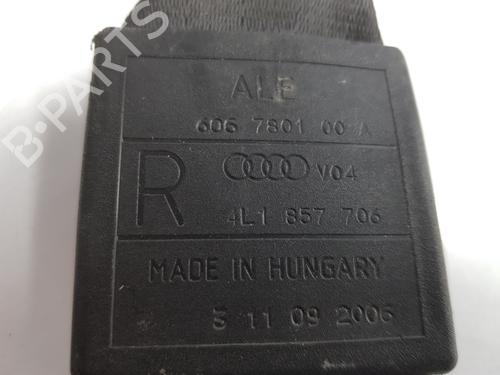 ALE
606 7801 00 A
R
V04
4L1 857 706
MADE IN HUNGARY
3 11 09 2006
B-PARTS